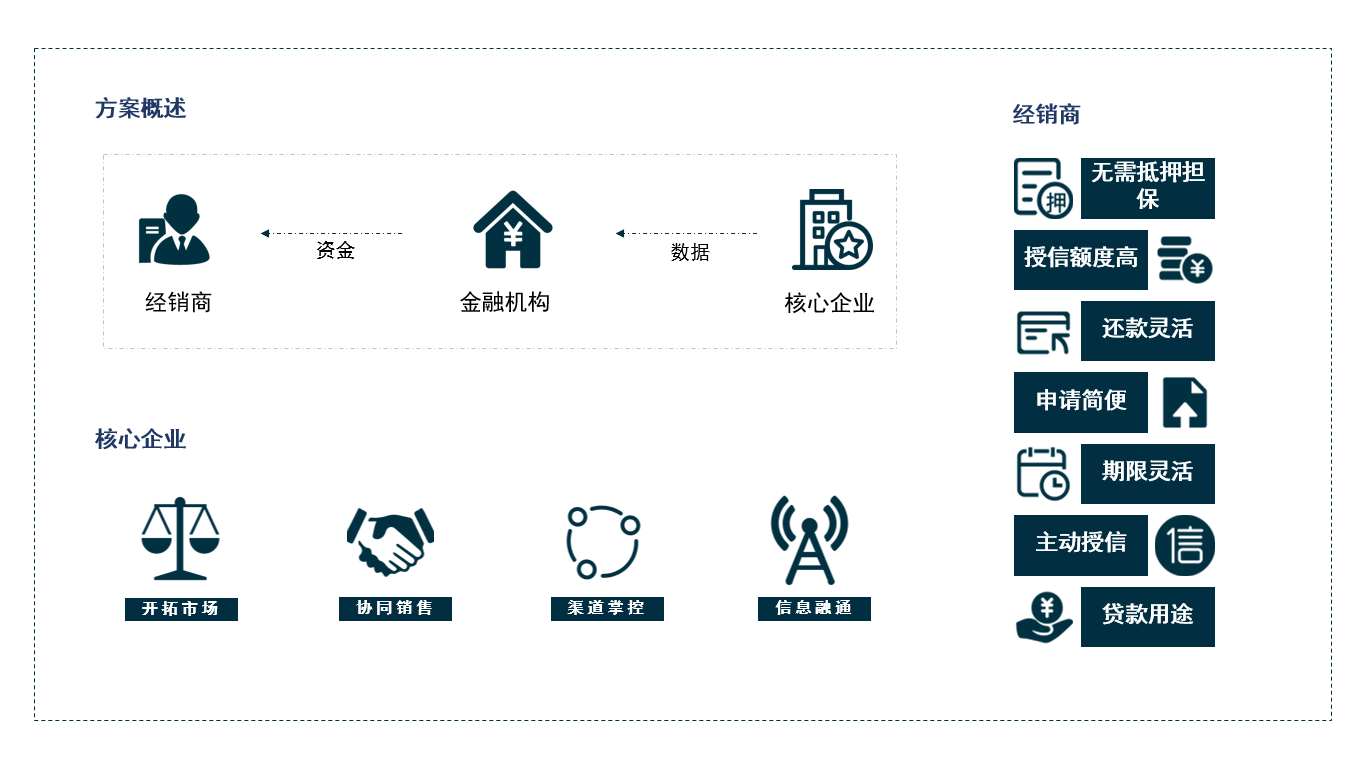 方案概述
资金
数据
经销商
金融机构
¥
核心企业
核心企业
开拓市场
协同销售
渠道掌控
信息融通
经销商
押
无需抵押担
保
授信额度高
¥
还款灵活
申请简便
期限灵活
主动授信
信
¥
贷款用途